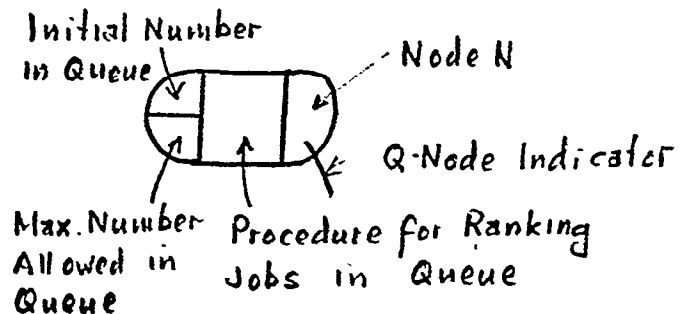 Initial Number
in Queue
Node N
Q-Node Indicator
Max. Number
Allowed in
Queue
Procedure for Ranking
Jobs in Queue